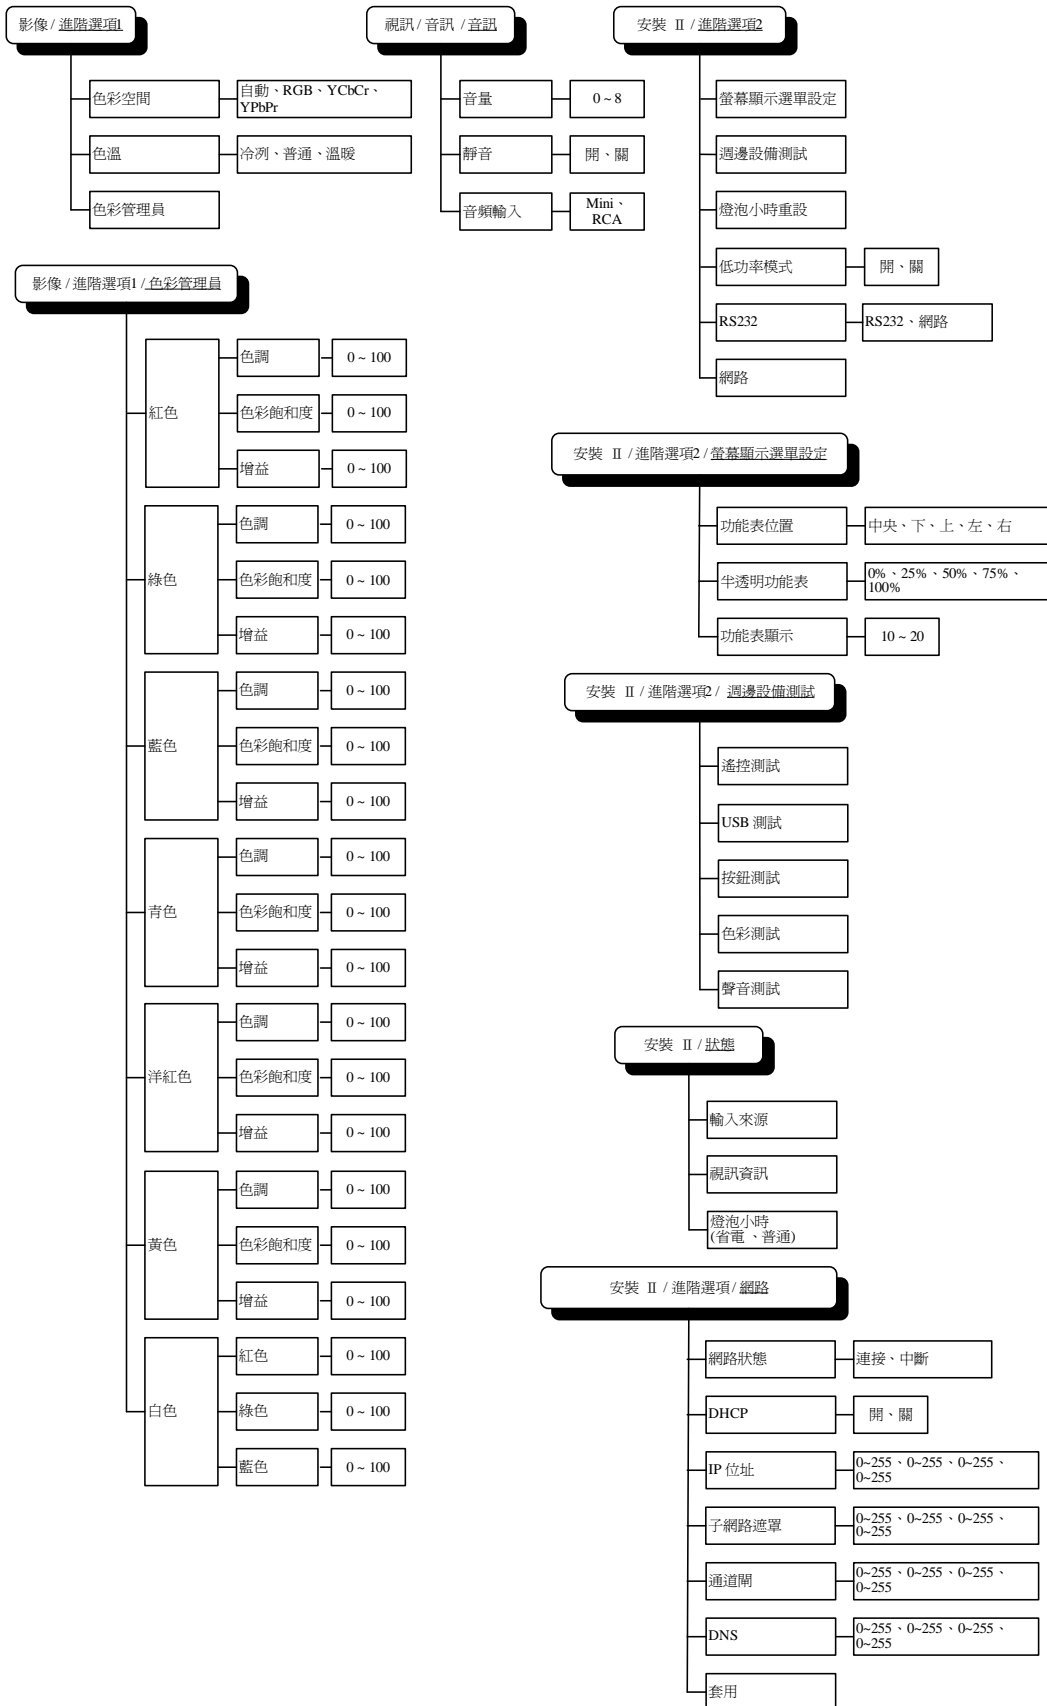 影像 / 進階選項1
色彩空間
自動、RGB、YCbCr、
YPbPr
色溫
冷冽、普通、溫暖
色彩管理員
影像 / 進階選項1 / 色彩管理員
紅色
色調
0 ~ 100
色彩飽和度
0 ~ 100
增益
0 ~ 100
綠色
色調
0 ~ 100
色彩飽和度
0 ~ 100
增益
0 ~ 100
藍色
色調
0 ~ 100
色彩飽和度
0 ~ 100
增益
0 ~ 100
青色
色調
0 ~ 100
色彩飽和度
0 ~ 100
增益
0 ~ 100
洋紅色
色調
0 ~ 100
色彩飽和度
0 ~ 100
增益
0 ~ 100
黃色
色調
0 ~ 100
色彩飽和度
0 ~ 100
增益
0 ~ 100
白色
紅色
0 ~ 100
綠色
0 ~ 100
藍色
0 ~ 100
視訊 / 音訊 / 音訊
音量
0 ~ 8
靜音
開、關
音頻輸入
Mini、
RCA
安裝 II / 進階選項2
螢幕顯示選單設定
週邊設備測試
燈泡小時重設
低功率模式
開、關
RS232
RS232、網路
網路
安裝 II / 進階選項2 / 螢幕顯示選單設定
功能表位置
中央、下、上、左、右
半透明功能表
0%、25%、50%、75%、
100%
功能表顯示
10 ~ 20
安裝 II / 進階選項2 / 週邊設備測試
遙控測試
USB 測試
按鈕測試
色彩測試
聲音測試
安裝 II / 狀態
輸入來源
視訊資訊
燈泡小時
(省電 、普通)
安裝 II / 進階選項 / 網路
網路狀態
連接、中斷
DHCP
開、關
IP 位址
0~255、0~255、0~255、
0~255
子網路遮罩
0~255、0~255、0~255、
0~255
通道閘
0~255、0~255、0~255、
0~255
DNS
0~255、0~255、0~255、
0~255
套用